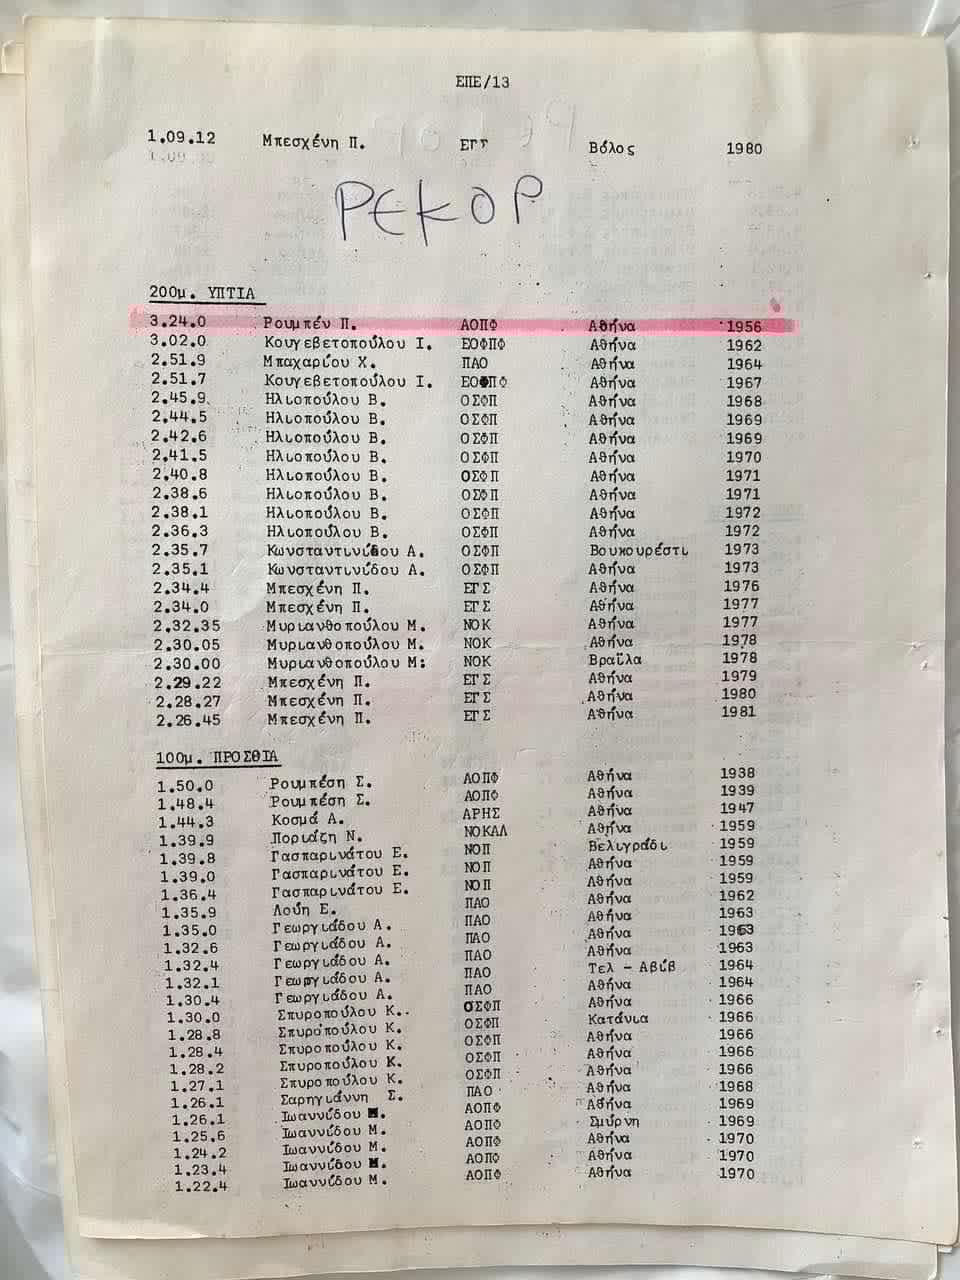 ΕΠΕ/13
1.09.12 Μπεσχένη Π. ΕΓΣ Βόλος 1980
ΡΕΚΟΡ
200μ. ΥΠΤΙΑ
3.24.0 Ρουμπέν Π. ΑΟΠΦ Αθήνα 1956
3.02.0 Κουγεβετοπούλου Ι. ΕΟΦΠΦ Αθήνα 1962
2.51.9 Μπαχαρίου Χ. ΠΑΟ Αθήνα 1964
2.51.7 Κουγεβετοπούλου Ι. ΕΟΦΠΦ Αθήνα 1967
2.45.9 Ηλιοπούλου Β. ΟΣΦΠ Αθήνα 1968
2.44.5 Ηλιοπούλου Β. ΟΣΦΠ Αθήνα 1969
2.42.6 Ηλιοπούλου Β. ΟΣΦΠ Αθήνα 1969
2.41.5 Ηλιοπούλου Β. ΟΣΦΠ Αθήνα 1970
2.40.8 Ηλιοπούλου Β. ΟΣΦΠ Αθήνα 1971
2.38.6 Ηλιοπούλου Β. ΟΣΦΠ Αθήνα 1971
2.38.1 Ηλιοπούλου Β. ΟΣΦΠ Αθήνα 1972
2.36.3 Ηλιοπούλου Β. ΟΣΦΠ Αθήνα 1972
2.35.7 Κωνσταντινίδου Α. ΟΣΦΠ Βουκουρέστι 1973
2.35.1 Κωνσταντινίδου Α. ΟΣΦΠ Αθήνα 1973
2.34.4 Μπεσχένη Π. ΕΓΣ Αθήνα 1976
2.34.0 Μπεσχένη Π. ΕΓΣ Αθήνα 1977
2.32.35 Μυριανθοπούλου Μ. ΝΟΚ Αθήνα 1977
2.30.05 Μυριανθοπούλου Μ. ΝΟΚ Αθήνα 1978
2.30.00 Μυριανθοπούλου Μ: ΝΟΚ Βραΐλα 1978
2.29.22 Μπεσχένη Π. ΕΓΣ Αθήνα 1979
2.28.27 Μπεσχένη Π. ΕΓΣ Αθήνα 1980
2.26.45 Μπεσχένη Π. ΕΓΣ Αθήνα 1981
100μ. ΠΡΟΣΘΙΑ
1.50.0 Ρουμπέση Σ. ΑΟΠΦ Αθήνα 1938
1.48.4 Ρουμπέση Σ. ΑΟΠΦ Αθήνα 1939
1.44.3 Κοσμά Α. ΑΡΗΣ Αθήνα 1947
1.39.9 Ποριάζη Ν. ΝΟΚΑΛ Αθήνα 1959
1.39.8 Γασπαρινάτου Ε. ΝΟΠ Βελιγράδι 1959
1.39.0 Γασπαρινάτου Ε. ΝΟΠ Αθήνα 1959
1.36.4 Γασπαρινάτου Ε. ΝΟΠ Αθήνα 1959
1.35.9 Λούη Ε. ΠΑΟ Αθήνα 1962
1.35.0 Γεωργιάδου Α. ΠΑΟ Αθήνα 1963
1.32.6 Γεωργιάδου Α. ΠΑΟ Αθήνα 1963
1.32.4 Γεωργιάδου Α. ΠΑΟ Αθήνα 1963
1.32.1 Γεωργιάδου Α. ΠΑΟ Τελ - Αβίβ 1964
1.30.4 Γεωργιάδου Α. ΠΑΟ Αθήνα 1964
1.30.0 Σπυροπούλου Κ. ΟΣΦΠ Αθήνα 1966
1.28.8 Σπυροπούλου Κ. ΟΣΦΠ Κατάνια 1966
1.28.4 Σπυροπούλου Κ. ΟΣΦΠ Αθήνα 1966
1.28.2 Σπυροπούλου Κ. ΟΣΦΠ Αθήνα 1966
1.27.1 Σπυροπούλου Κ. ΟΣΦΠ Αθήνα 1966
1.26.1 Σαρηγιάννη Σ. ΠΑΟ Αθήνα 1968
1.26.1 Ιωαννίδου Μ. ΑΟΠΦ Αθήνα 1969
1.25.6 Ιωαννίδου Μ. ΑΟΠΦ Σμύρνη 1969
1.24.2 Ιωαννίδου Μ. ΑΟΠΦ Αθήνα 1970
1.23.4 Ιωαννίδου Μ. ΑΟΠΦ Αθήνα 1970
1.22.4 Ιωαννίδου Μ. ΑΟΠΦ Αθήνα 1970